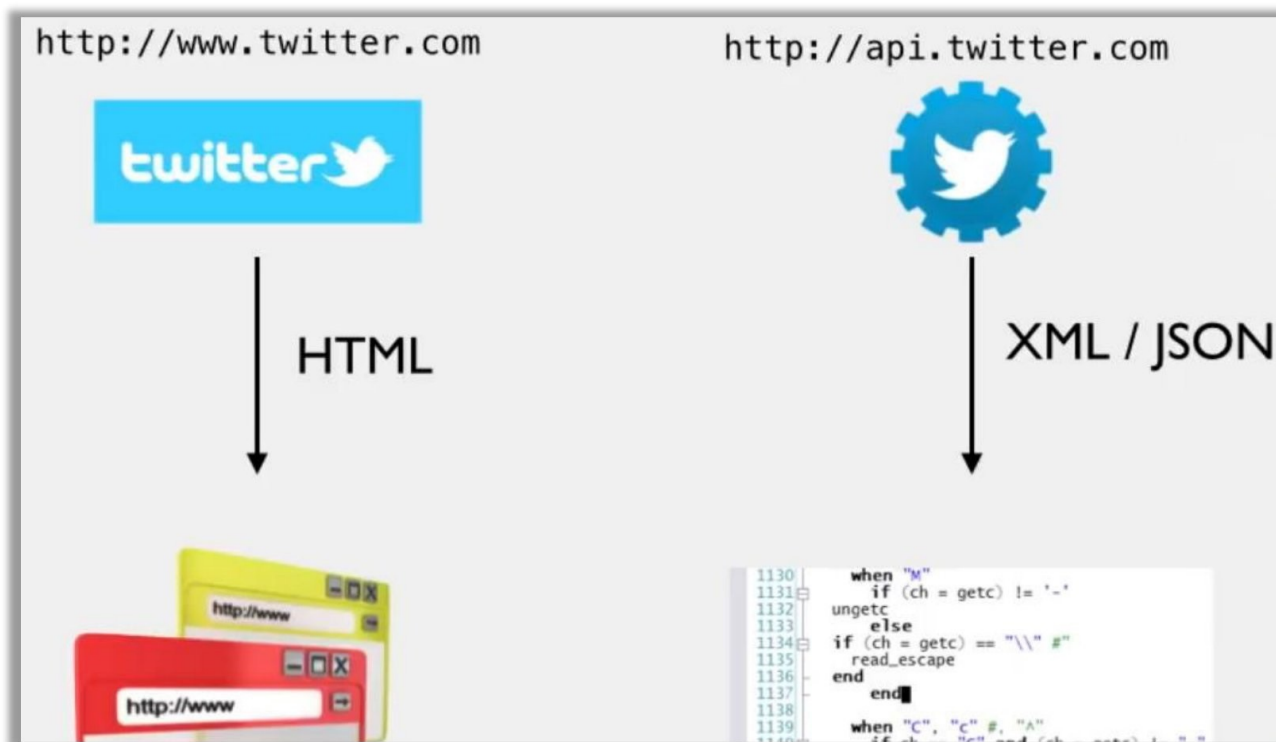 http://www.twitter.com
twitter
HTML
http://www
http://www
http://api.twitter.com
XML / JSON
1130 when "M"
1131 if (ch = getc) != '-'
1132 ungetc
1133 else
1134 if (ch = getc) == "\\" #"
1135 read_escape
1136 end
1137 end
1138
1139 when "C", "c" #, "^"